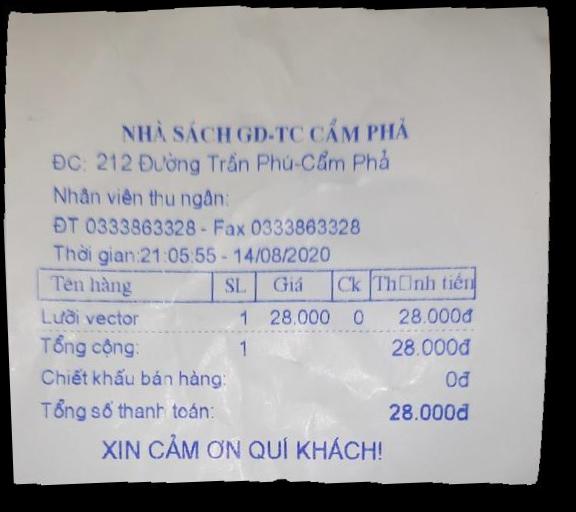 NHÀ SÁCH GD-TC CẨM PHẢ
ĐC: 212 Đường Trần Phú-Cẩm Phả
Nhân viên thu ngân:
ĐT 0333863328 - Fax 0333863328
Thời gian:21:05:55 - 14/08/2020
Tên hàng SL Giá Ck Th□nh tiền
Lưỡi vector 1 28.000 0 28.000đ
Tổng cộng: 1 28.000đ
Chiết khấu bán hàng: 0đ
Tổng số thanh toán: 28.000đ
XIN CẢM ƠN QUÍ KHÁCH!